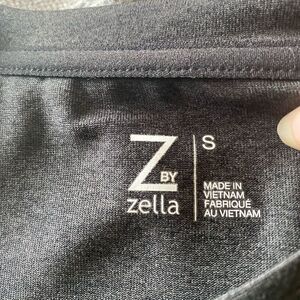 Z BY
zella
S
MADE IN
VIETNAM
FABRIQUÉ
AU VIETNAM